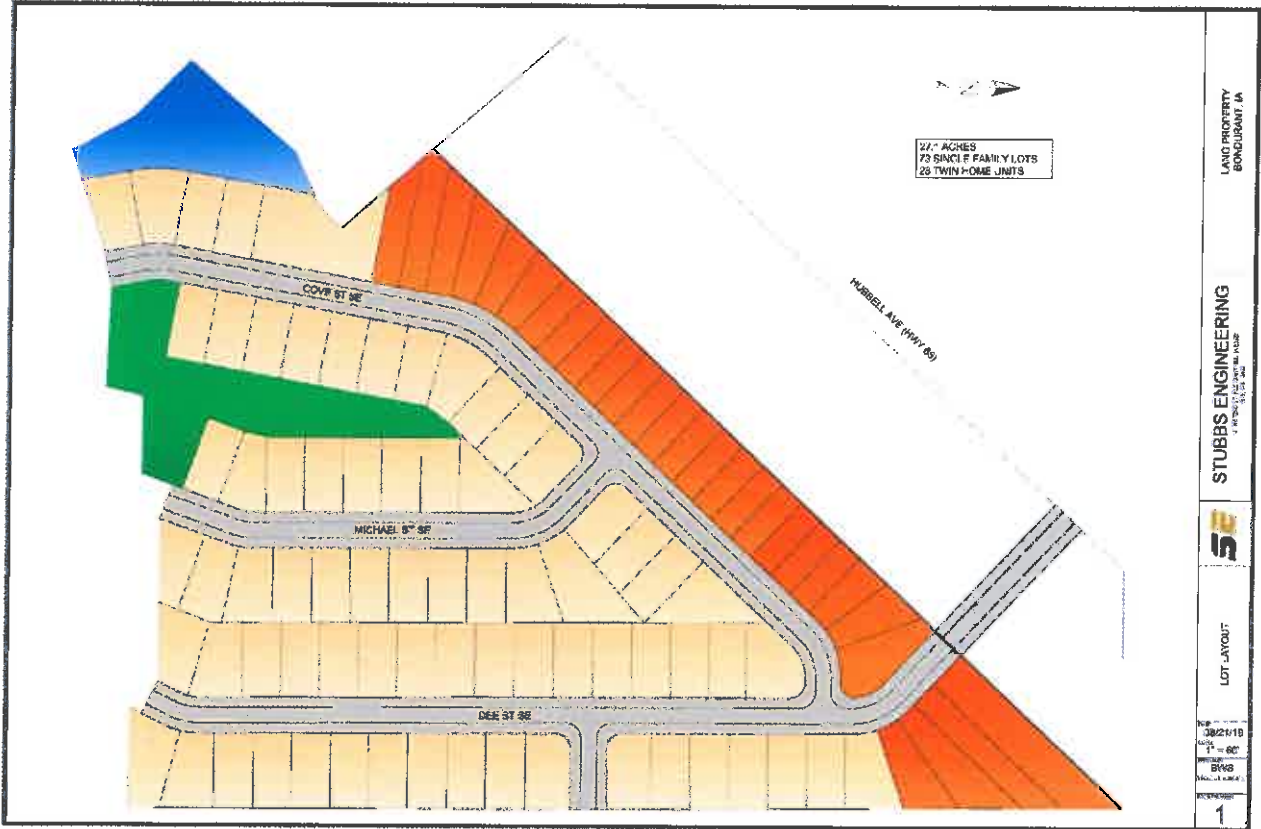 27.* ACRES
73 SINGLE FAMILY LOTS
28 TWIN HOME UNITS
COVE ST SE
HUBBELL AVE (HWY 65)
MICHAEL ST SE
DEE ST SE
LAND PROPERTY
BONDURANT, IA
STUBBS ENGINEERING
SE
LOT LAYOUT
1" = 60'
BWS
1